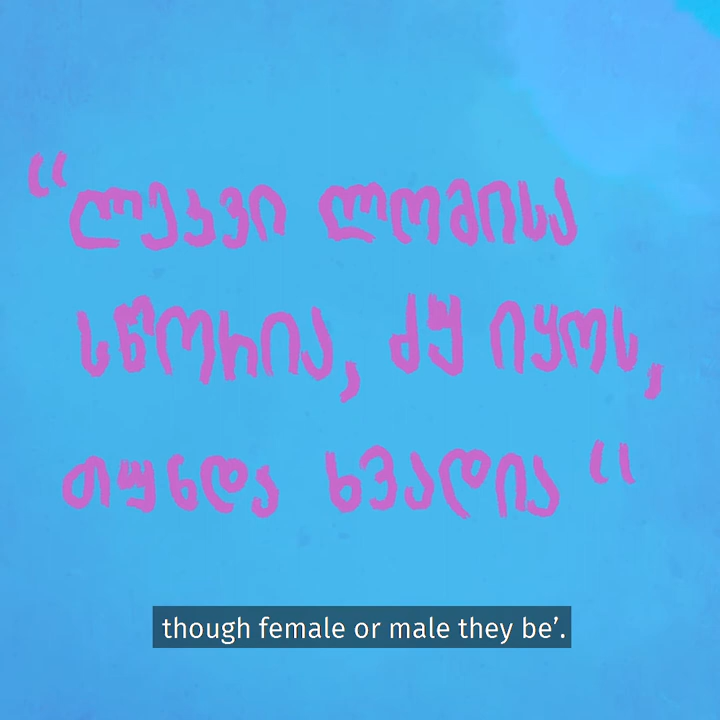 “ლეკვი ლომისა
სწორია, ძუ იყოს,
თუნდა ხვადია“
though female or male they be’.